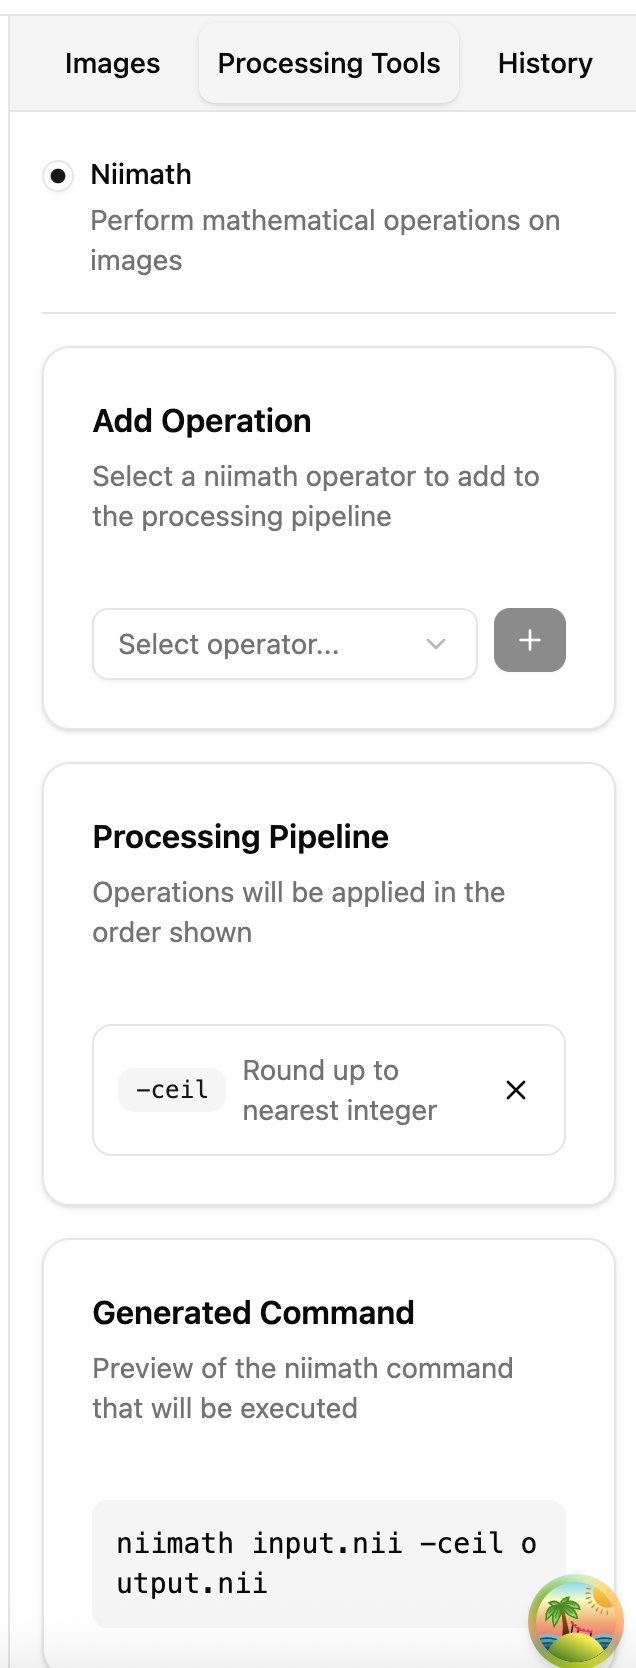 Images
Processing Tools
History
Niimath
Perform mathematical operations on
images
Add Operation
Select a niimath operator to add to
the processing pipeline
Select operator...
Processing Pipeline
Operations will be applied in the
order shown
-ceil
Round up to
nearest integer
Generated Command
Preview of the niimath command
that will be executed
niimath input.nii -ceil o
utput.nii